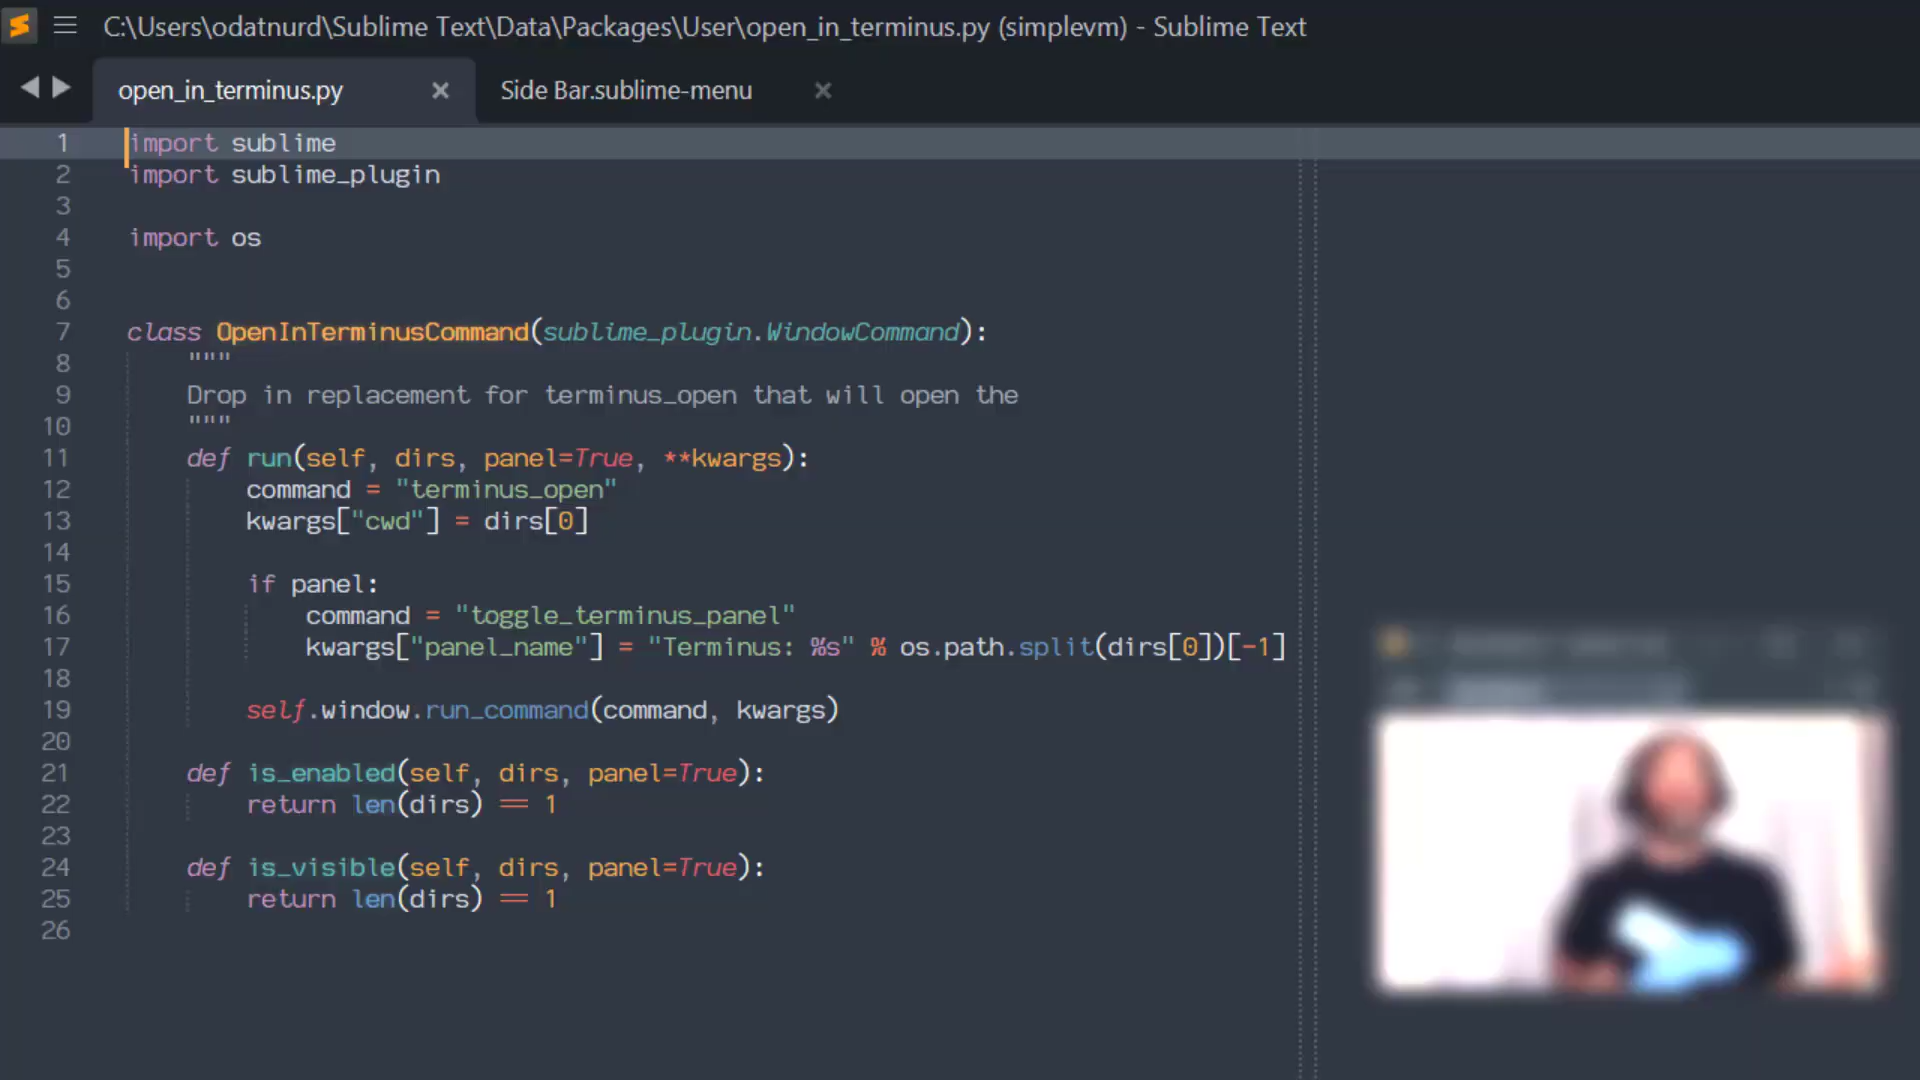 C:\Users\odatnurd\Sublime Text\Data\Packages\User\open_in_terminus.py (simplevm) - Sublime Text
open_in_terminus.py
Side Bar.sublime-menu
1 import sublime
2 import sublime_plugin
3
4 import os
5
6
7 class OpenInTerminusCommand(sublime_plugin.WindowCommand):
8     """
9     Drop in replacement for terminus_open that will open the
10     """
11     def run(self, dirs, panel=True, **kwargs):
12         command = "terminus_open"
13         kwargs["cwd"] = dirs[0]
14
15         if panel:
16             command = "toggle_terminus_panel"
17             kwargs["panel_name"] = "Terminus: %s" % os.path.split(dirs[0])[-1]
18
19         self.window.run_command(command, kwargs)
20
21     def is_enabled(self, dirs, panel=True):
22         return len(dirs) == 1
23
24     def is_visible(self, dirs, panel=True):
25         return len(dirs) == 1
26